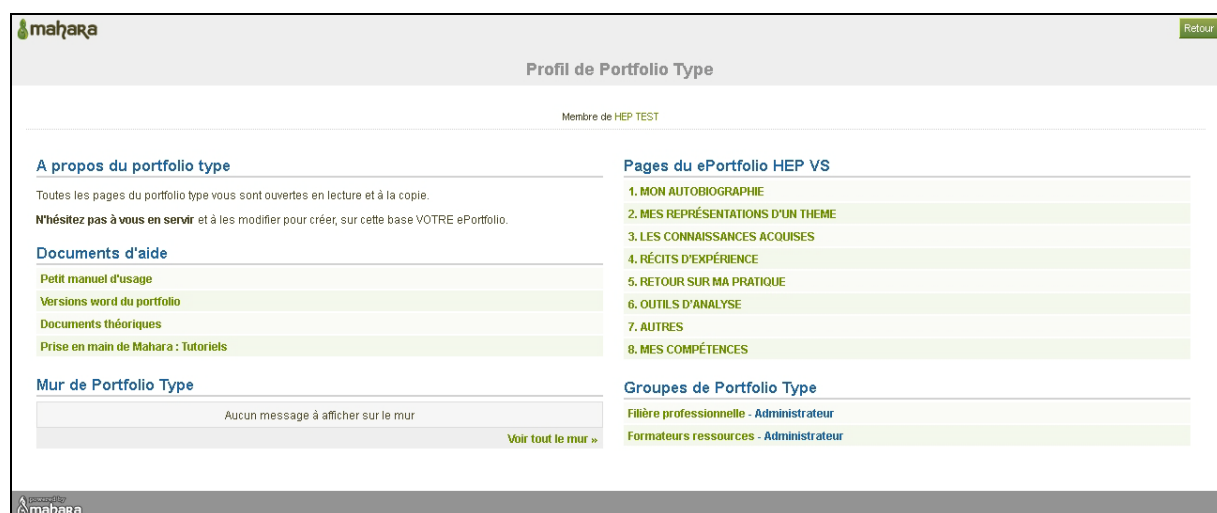 mahara
Retour
Profil de Portfolio Type
Membre de HEP TEST
A propos du portfolio type
Toutes les pages du portfolio type vous sont ouvertes en lecture et à la copie.
N'hésitez pas à vous en servir et à les modifier pour créer, sur cette base VOTRE ePortfolio.
Documents d'aide
Petit manuel d'usage
Versions word du portfolio
Documents théoriques
Prise en main de Mahara : Tutoriels
Mur de Portfolio Type
Aucun message à afficher sur le mur
Voir tout le mur »
Pages du ePortfolio HEP VS
1. MON AUTOBIOGRAPHIE
2. MES REPRÉSENTATIONS D'UN THEME
3. LES CONNAISSANCES ACQUISES
4. RÉCITS D'EXPÉRIENCE
5. RETOUR SUR MA PRATIQUE
6. OUTILS D'ANALYSE
7. AUTRES
8. MES COMPÉTENCES
Groupes de Portfolio Type
Filière professionnelle - Administrateur
Formateurs ressources - Administrateur
powered by
mahara